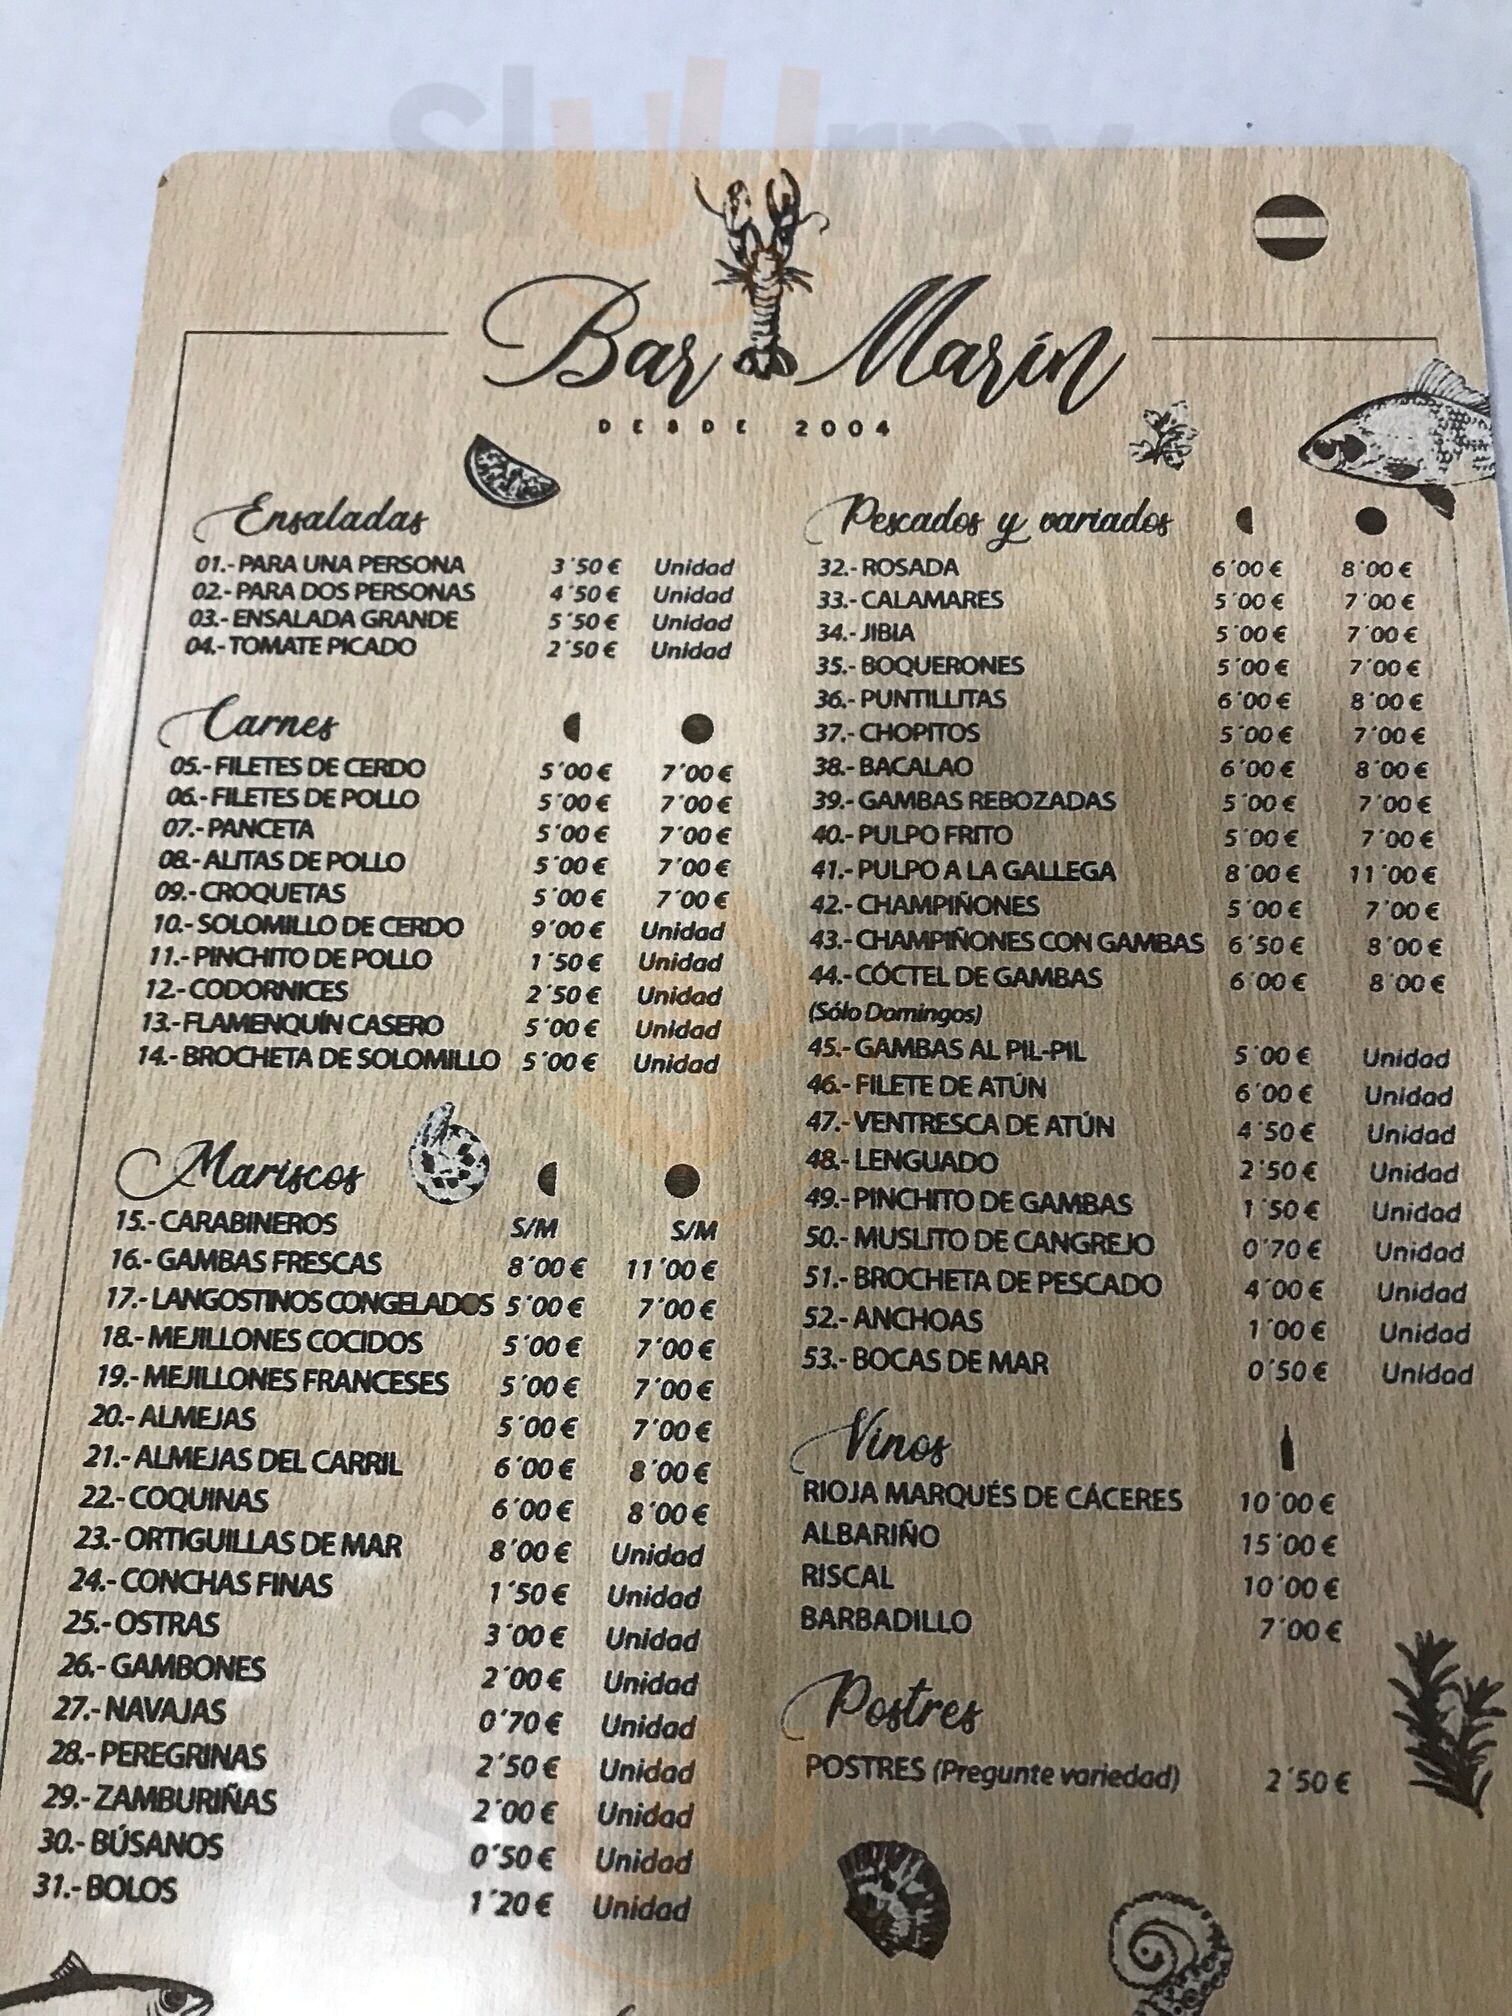 Bar Marín
DESDE 2004
Ensaladas
01.- PARA UNA PERSONA 3'50 € Unidad
02.- PARA DOS PERSONAS 4'50 € Unidad
03.- ENSALADA GRANDE 5'50 € Unidad
04.- TOMATE PICADO 2'50 € Unidad
Carnes
05.- FILETES DE CERDO 5'00 € 7'00 €
06.- FILETES DE POLLO 5'00 € 7'00 €
07.- PANCETA 5'00 € 7'00 €
08.- ALITAS DE POLLO 5'00 € 7'00 €
09.- CROQUETAS 5'00 € 7'00 €
10.- SOLOMILLO DE CERDO 9'00 € Unidad
11.- PINCHITO DE POLLO 1'50 € Unidad
12.- CODORNICES 2'50 € Unidad
13.- FLAMENQUÍN CASERO 5'00 € Unidad
14.- BROCHETA DE SOLOMILLO 5'00 € Unidad
Mariscos
15.- CARABINEROS S/M S/M
16.- GAMBAS FRESCAS 8'00 € 11'00 €
17.- LANGOSTINOS CONGELADOS 5'00 € 7'00 €
18.- MEJILLONES COCIDOS 5'00 € 7'00 €
19.- MEJILLONES FRANCESES 5'00 € 7'00 €
20.- ALMEJAS 5'00 € 7'00 €
21.- ALMEJAS DEL CARRIL 6'00 € 8'00 €
22.- COQUINAS 6'00 € 8'00 €
23.- ORTIGUILLAS DE MAR 8'00 € Unidad
24.- CONCHAS FINAS 1'50 € Unidad
25.- OSTRAS 3'00 € Unidad
26.- GAMBONES 2'00 € Unidad
27.- NAVAJAS 0'70 € Unidad
28.- PEREGRINAS 2'50 € Unidad
29.- ZAMBURIÑAS 2'00 € Unidad
30.- BÚSANOS 0'50 € Unidad
31.- BOLOS 1'20 € Unidad
Pescados y variados
32.- ROSADA 6'00 € 8'00 €
33.- CALAMARES 5'00 € 7'00 €
34.- JIBIA 5'00 € 7'00 €
35.- BOQUERONES 5'00 € 7'00 €
36.- PUNTILLITAS 6'00 € 8'00 €
37.- CHOPITOS 5'00 € 7'00 €
38.- BACALAO 6'00 € 8'00 €
39.- GAMBAS REBOZADAS 5'00 € 7'00 €
40.- PULPO FRITO 5'00 € 7'00 €
41.- PULPO A LA GALLEGA 8'00 € 11'00 €
42.- CHAMPIÑONES 5'00 € 7'00 €
43.- CHAMPIÑONES CON GAMBAS 6'50 € 8'00 €
44.- CÓCTEL DE GAMBAS 6'00 € 8'00 €
(Sólo Domingos)
45.- GAMBAS AL PIL-PIL 5'00 € Unidad
46.- FILETE DE ATÚN 6'00 € Unidad
47.- VENTRESCA DE ATÚN 4'50 € Unidad
48.- LENGUADO 2'50 € Unidad
49.- PINCHITO DE GAMBAS 1'50 € Unidad
50.- MUSLITO DE CANGREJO 0'70 € Unidad
51.- BROCHETA DE PESCADO 4'00 € Unidad
52.- ANCHOAS 1'00 € Unidad
53.- BOCAS DE MAR 0'50 € Unidad
Vinos
RIOJA MARQUÉS DE CÁCERES 10'00 €
ALBARIÑO 15'00 €
RISCAL 10'00 €
BARBADILLO 7'00 €
Postres
POSTRES (Pregunte variedad) 2'50 €
sluurpy